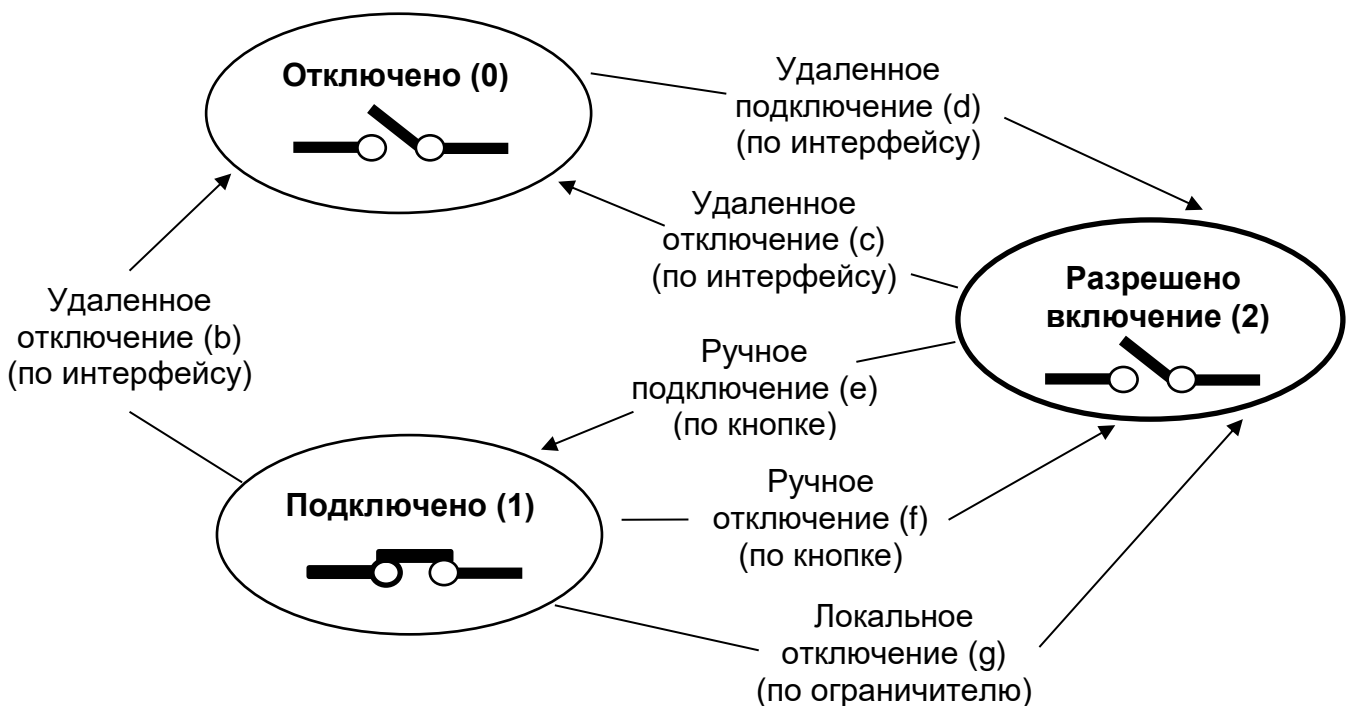 Отключено (0)
Удаленное
подключение (d)
(по интерфейсу)
Удаленное
отключение (c)
(по интерфейсу)
Разрешено
включение (2)
Удаленное
отключение (b)
(по интерфейсу)
Ручное
подключение (e)
(по кнопке)
Подключено (1)
Ручное
отключение (f)
(по кнопке)
Локальное
отключение (g)
(по ограничителю)